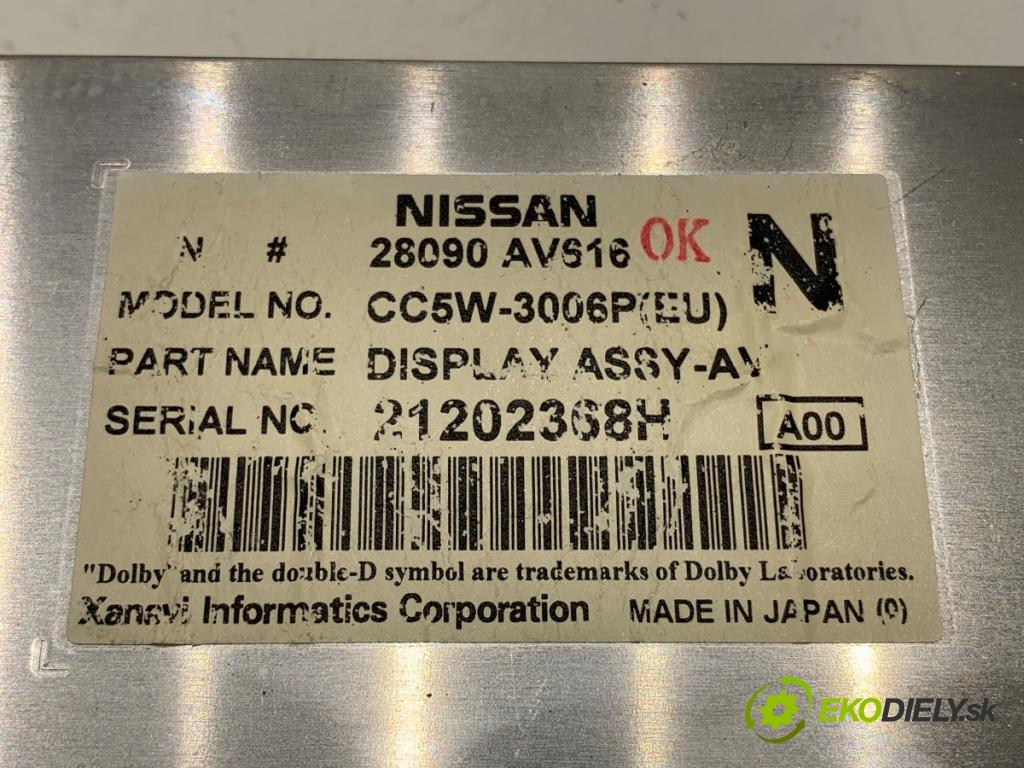 NISSAN
N # 28090 AV616 OK N
MODEL NO. CC5W-3006P(EU)
PART NAME DISPLAY ASSY-AV
SERIAL NO. 21202368H A00
"Dolby" and the double-D symbol are trademarks of Dolby Laboratories.
Xanavi Informatics Corporation MADE IN JAPAN (9)
EKODIELY.sk